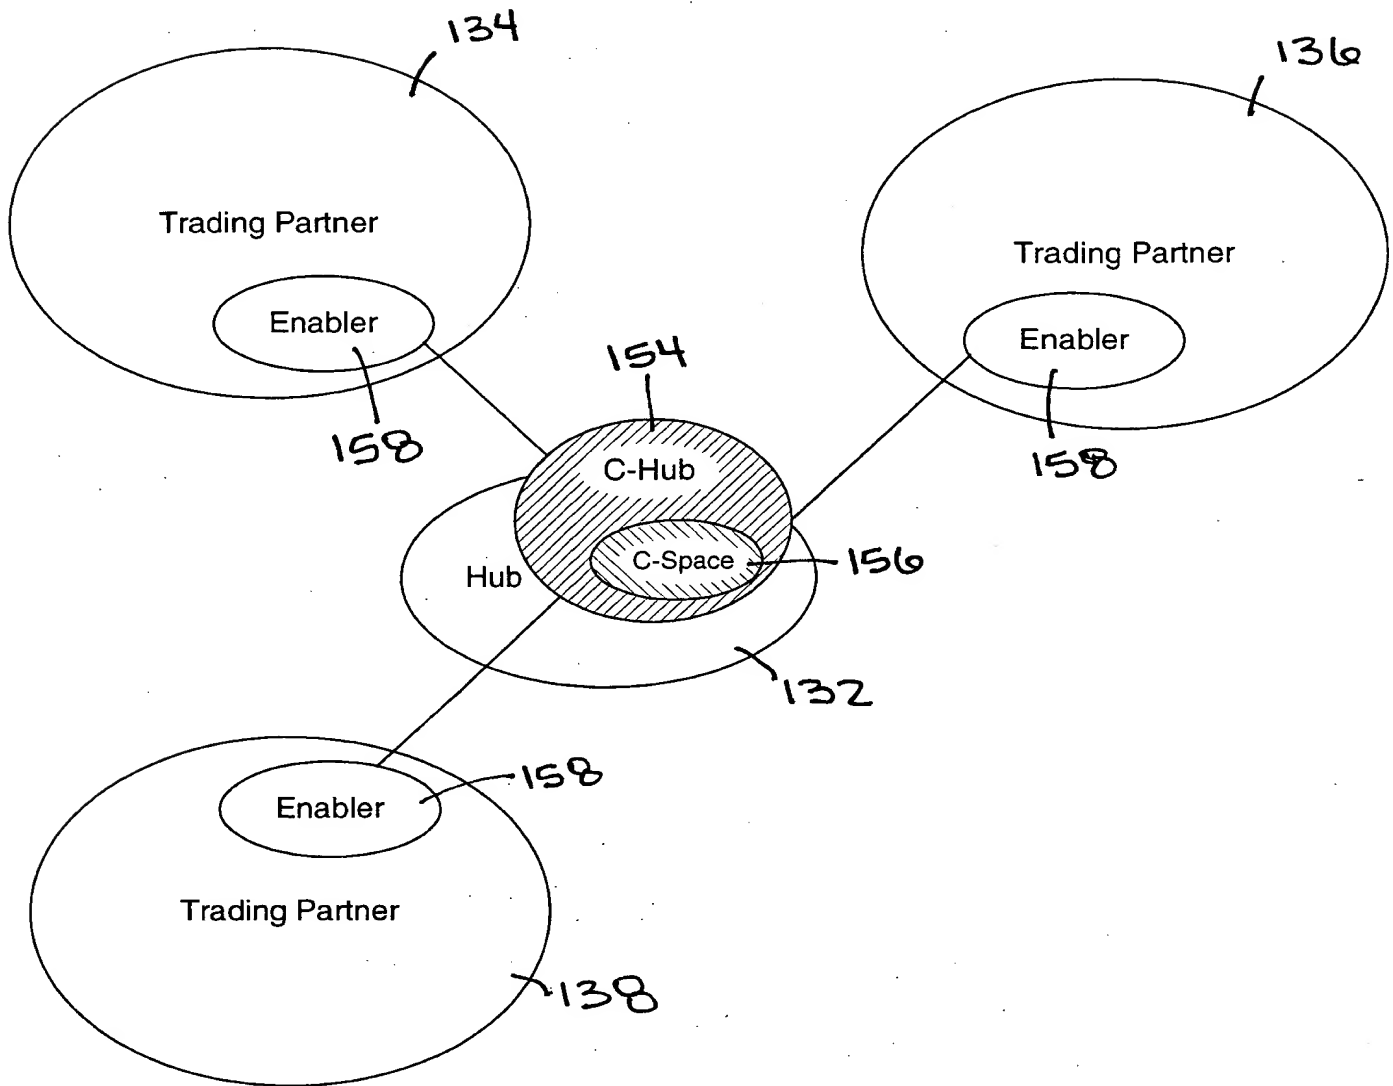 134
136
Trading Partner
Trading Partner
Enabler
Enabler
154
158
158
C-Hub
C-Space
156
Hub
132
158
Enabler
Trading Partner
138